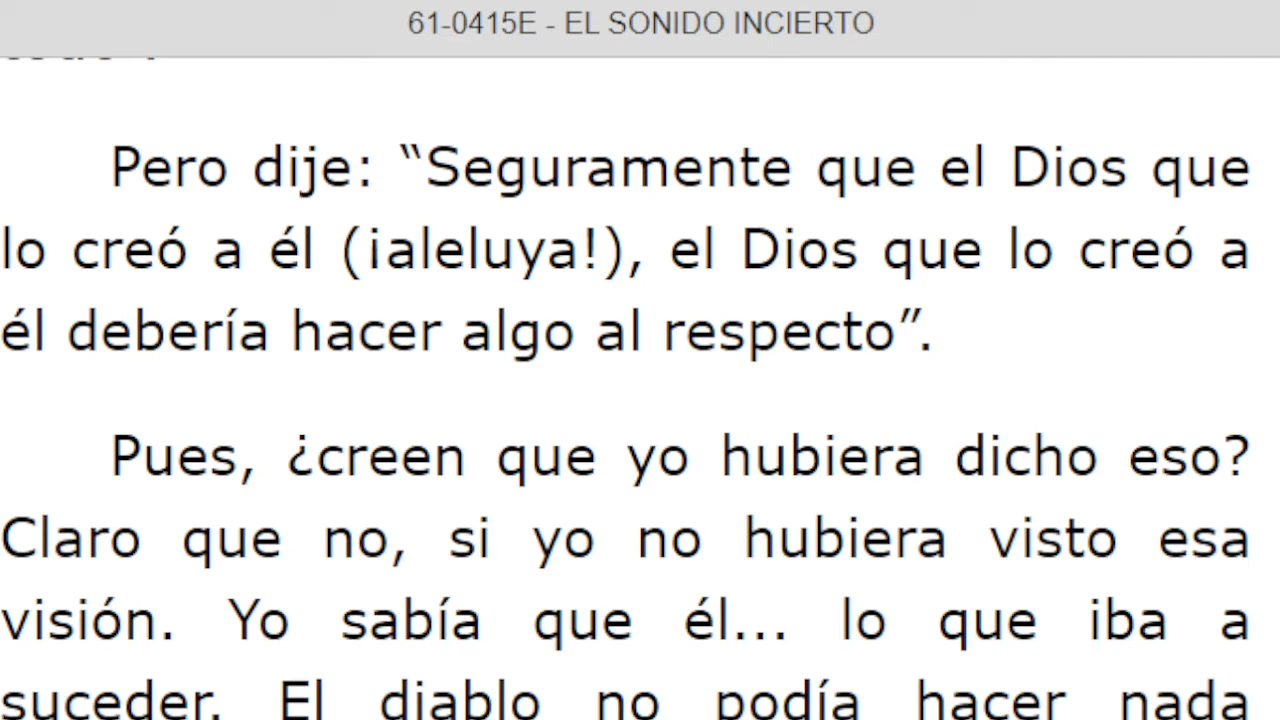 61-0415E - EL SONIDO INCIERTO
Pero dije: “Seguramente que el Dios que
lo creó a él (¡aleluya!), el Dios que lo creó a
él debería hacer algo al respecto”.
Pues, ¿creen que yo hubiera dicho eso?
Claro que no, si yo no hubiera visto esa
visión. Yo sabía que él... lo que iba a
suceder. El diablo no podía hacer nada